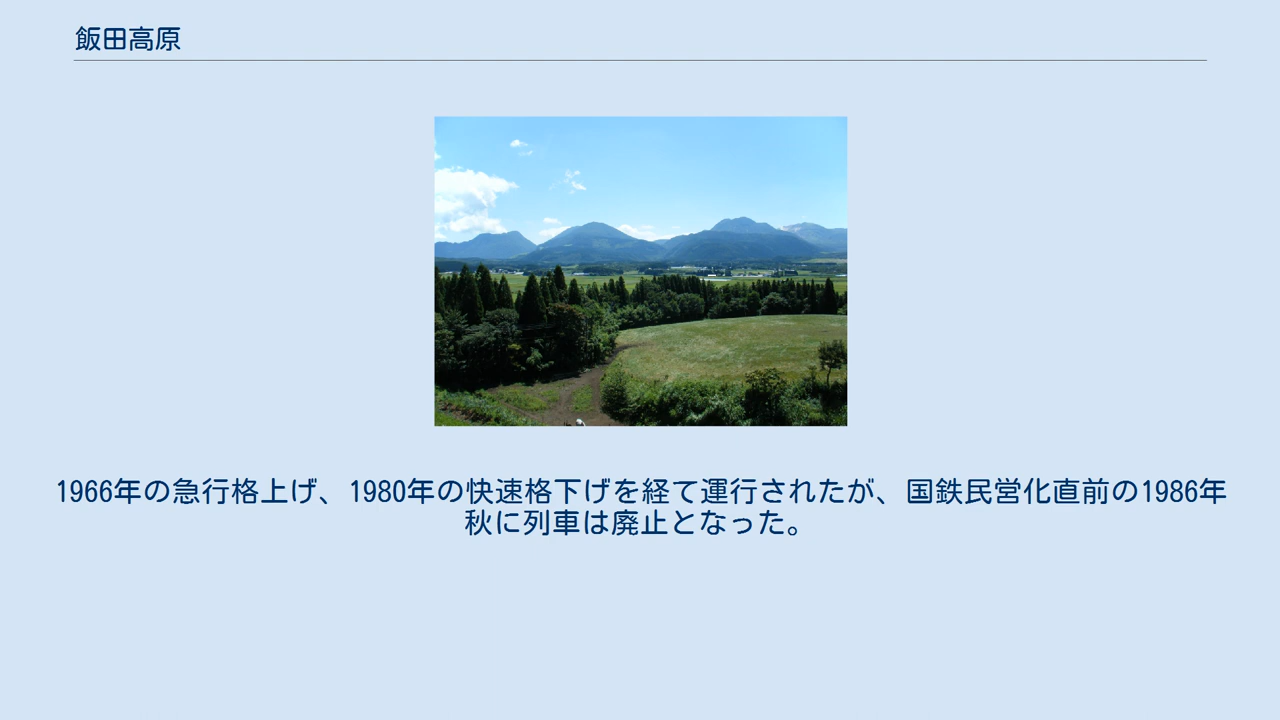 飯田高原
1966年の急行格上げ、1980年の快速格下げを経て運行されたが、国鉄民営化直前の1986年
秋に列車は廃止となった。